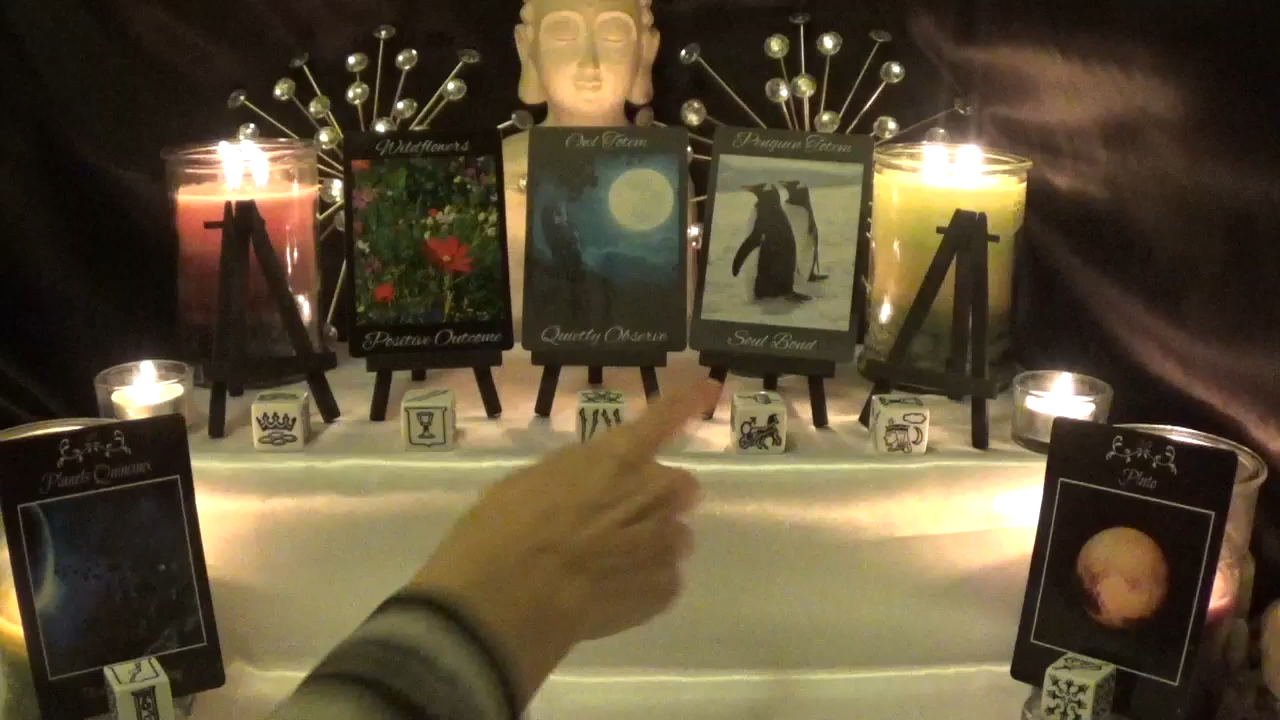 Wildflowers
Positive Outcome
Owl Totem
Quietly Observe
Penguin Totem
Soul Bond
Planets Quincunx
Pluto